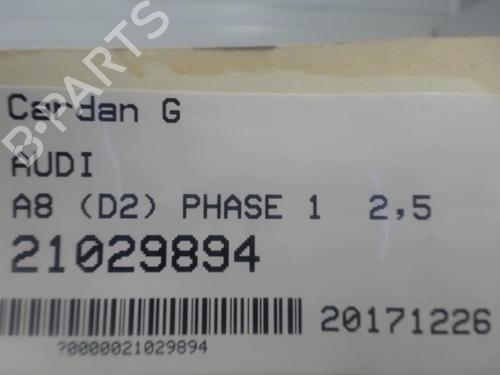 B-PARTS
Cardan G
AUDI
A8 (D2) PHASE 1 2,5
21029894
20171226
?0000021029894